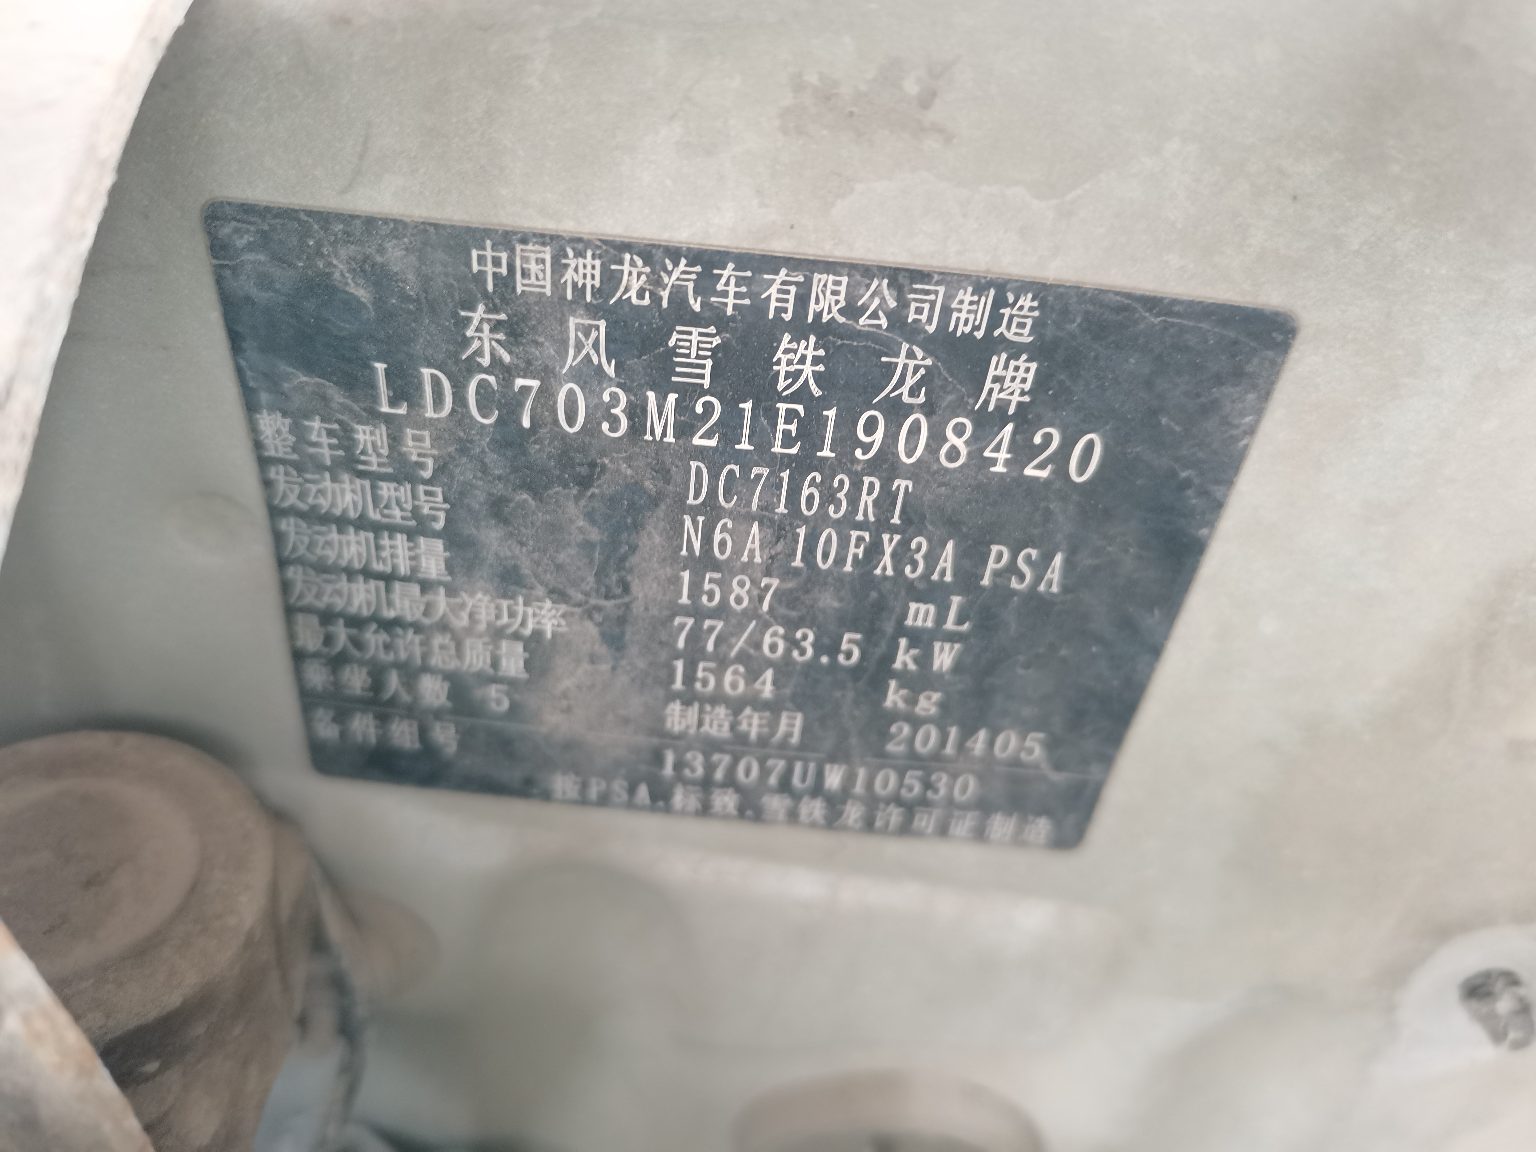 中国神龙汽车有限公司制造
东风雪铁龙牌
LDC703M21E1908420
整车型号 DC7163RT
发动机型号 N6A 10FX3A PSA
发动机排量 1587 mL
发动机最大净功率 77/63.5 kW
最大允许总质量 1564 kg
乘坐人数 5 制造年月 201405
备件组号 13707UW10530
按PSA.标致.雪铁龙许可证制造